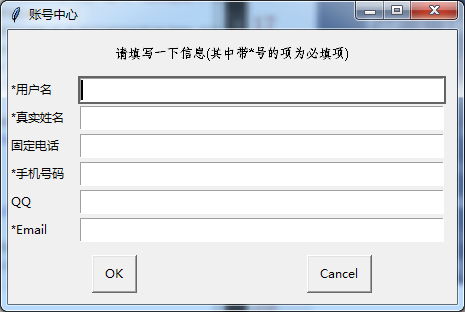 账号中心
请填写一下信息(其中带*号的项为必填项)
*用户名
*真实姓名
固定电话
*手机号码
QQ
*Email
OK Cancel